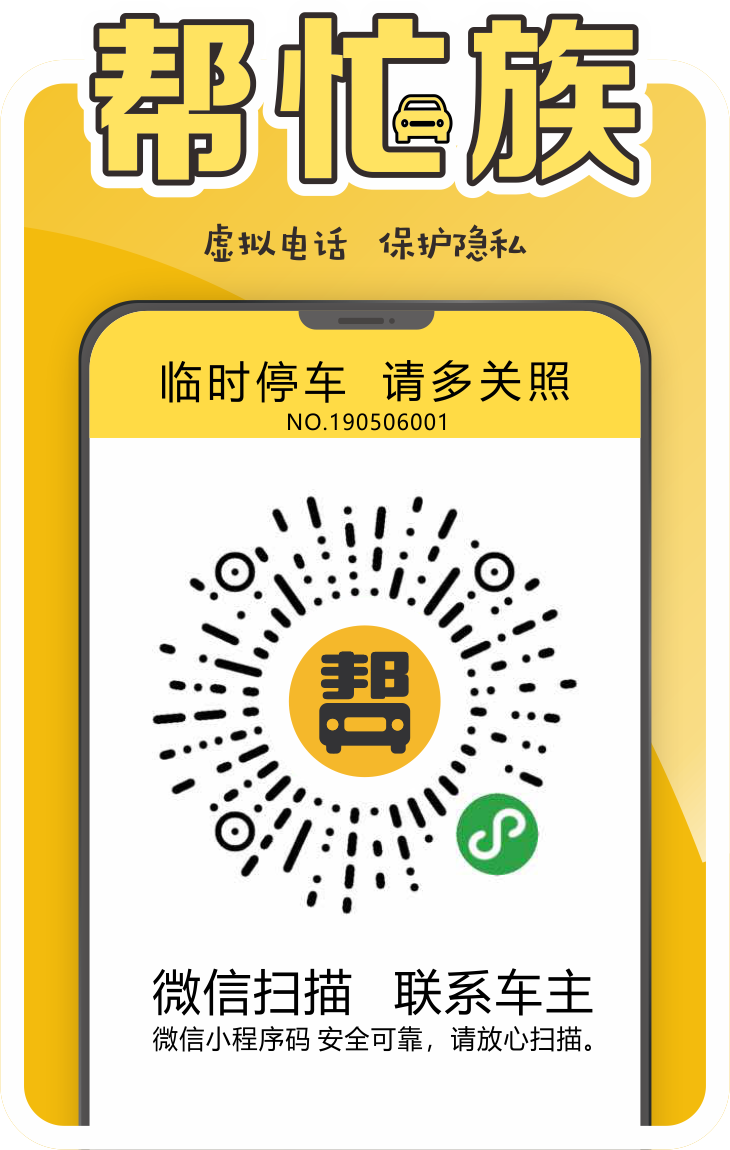 帮忙族
虚拟电话 保护隐私
临时停车 请多关照
NO.190506001
帮
微信扫描 联系车主
微信小程序码 安全可靠，请放心扫描。